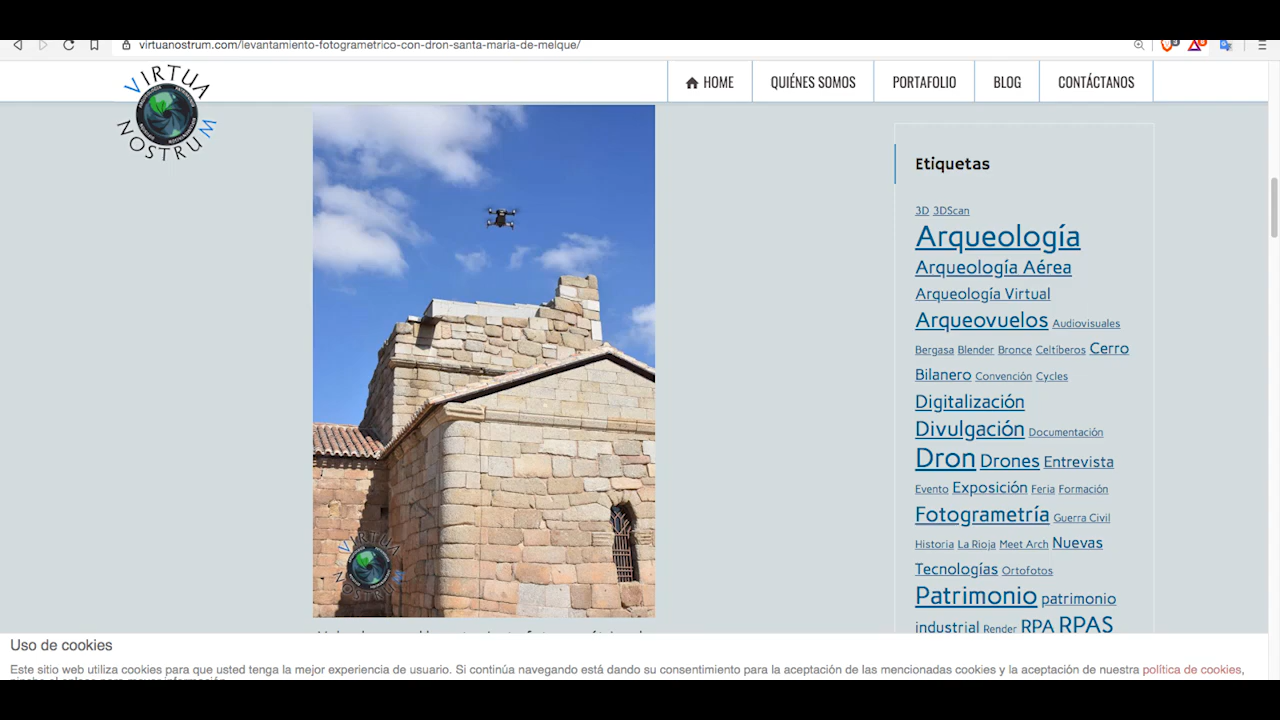 virtuanostrum.com/levantamiento-fotogrametrico-con-dron-santa-maria-de-melque/
VIRTUA
NOSTRUM
HOME QUIÉNES SOMOS PORTAFOLIO BLOG CONTÁCTANOS
VIRTUA
NOSTRUM
Etiquetas
3D 3DScan
Arqueología
Arqueología Aérea
Arqueología Virtual
Arqueovuelos Audiovisuales
Bergasa Blender Bronce Celtíberos Cerro
Bilanero Convención Cycles
Digitalización
Divulgación Documentación
Dron Drones Entrevista
Evento Exposición Feria Formación
Fotogrametría Guerra Civil
Historia La Rioja Meet Arch Nuevas
Tecnologías Ortofotos
Patrimonio patrimonio
industrial Render RPA RPAS
Uso de cookies
Este sitio web utiliza cookies para que usted tenga la mejor experiencia de usuario. Si continúa navegando está dando su consentimiento para la aceptación de las mencionadas cookies y la aceptación de nuestra política de cookies,